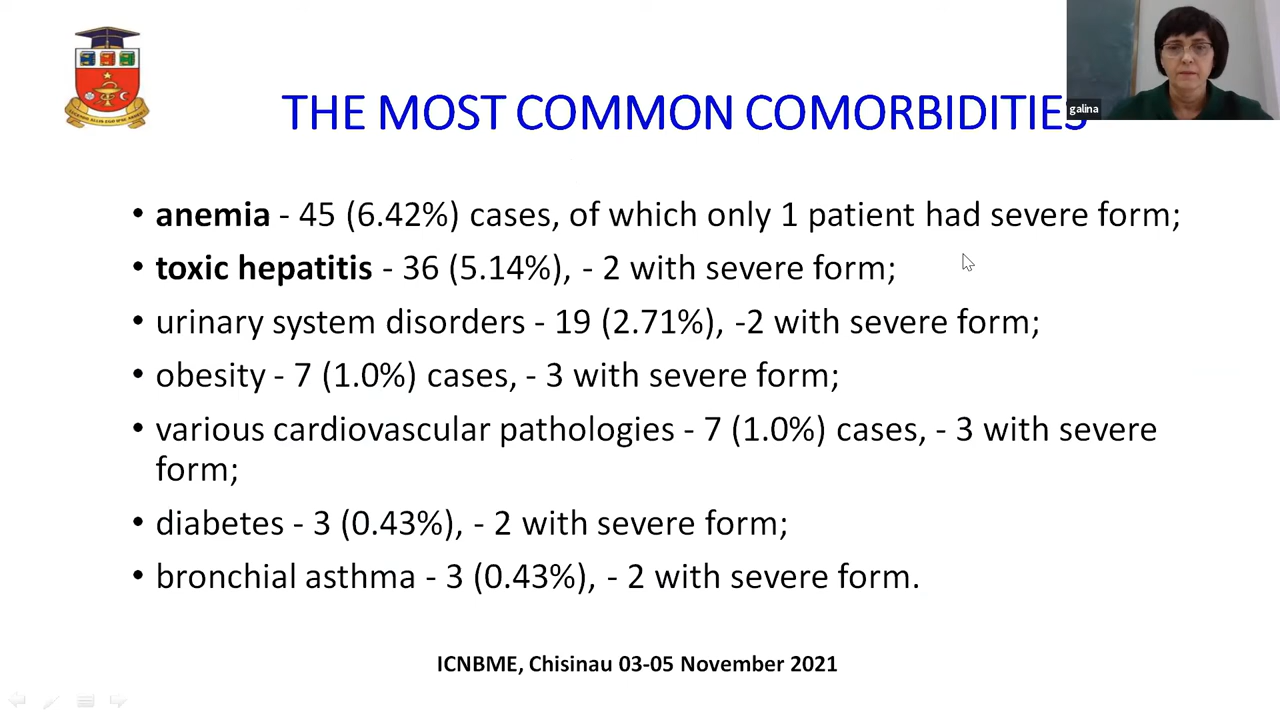 THE MOST COMMON COMORBIDITIES
galina
• anemia - 45 (6.42%) cases, of which only 1 patient had severe form;
• toxic hepatitis - 36 (5.14%), - 2 with severe form;
• urinary system disorders - 19 (2.71%), -2 with severe form;
• obesity - 7 (1.0%) cases, - 3 with severe form;
• various cardiovascular pathologies - 7 (1.0%) cases, - 3 with severe
form;
• diabetes - 3 (0.43%), - 2 with severe form;
• bronchial asthma - 3 (0.43%), - 2 with severe form.
ICNBME, Chisinau 03-05 November 2021